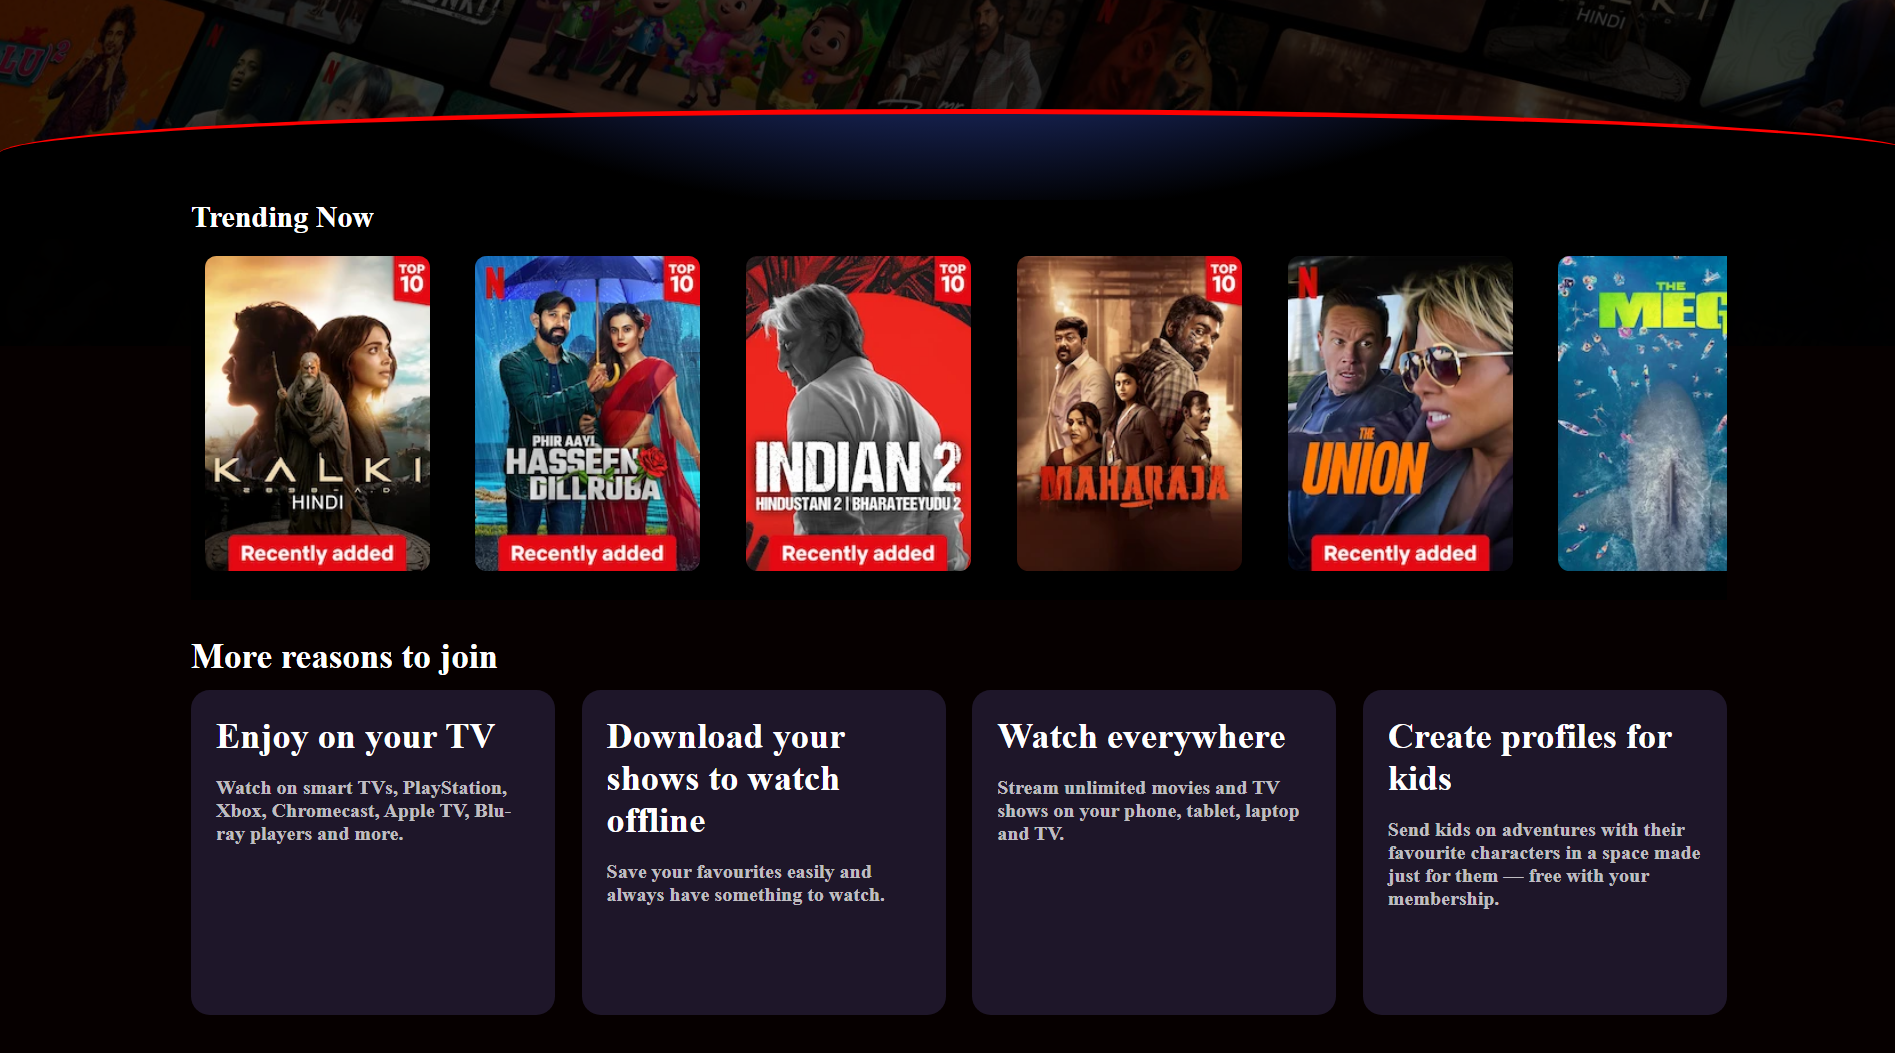 HINDI
Trending Now
TOP
10
KALKI
2898-A.D
HINDI
Recently added
N
TOP
10
PHIR AAYI
HASSEEN
DILLRUBA
Recently added
TOP
10
INDIAN 2
HINDUSTANI 2 | BHARATEEYUDU 2
Recently added
TOP
10
MAHARAJA
N
THE
UNION
Recently added
THE
MEG
More reasons to join
Enjoy on your TV
Watch on smart TVs, PlayStation,
Xbox, Chromecast, Apple TV, Blu-
ray players and more.
Download your
shows to watch
offline
Save your favourites easily and
always have something to watch.
Watch everywhere
Stream unlimited movies and TV
shows on your phone, tablet, laptop
and TV.
Create profiles for
kids
Send kids on adventures with their
favourite characters in a space made
just for them — free with your
membership.